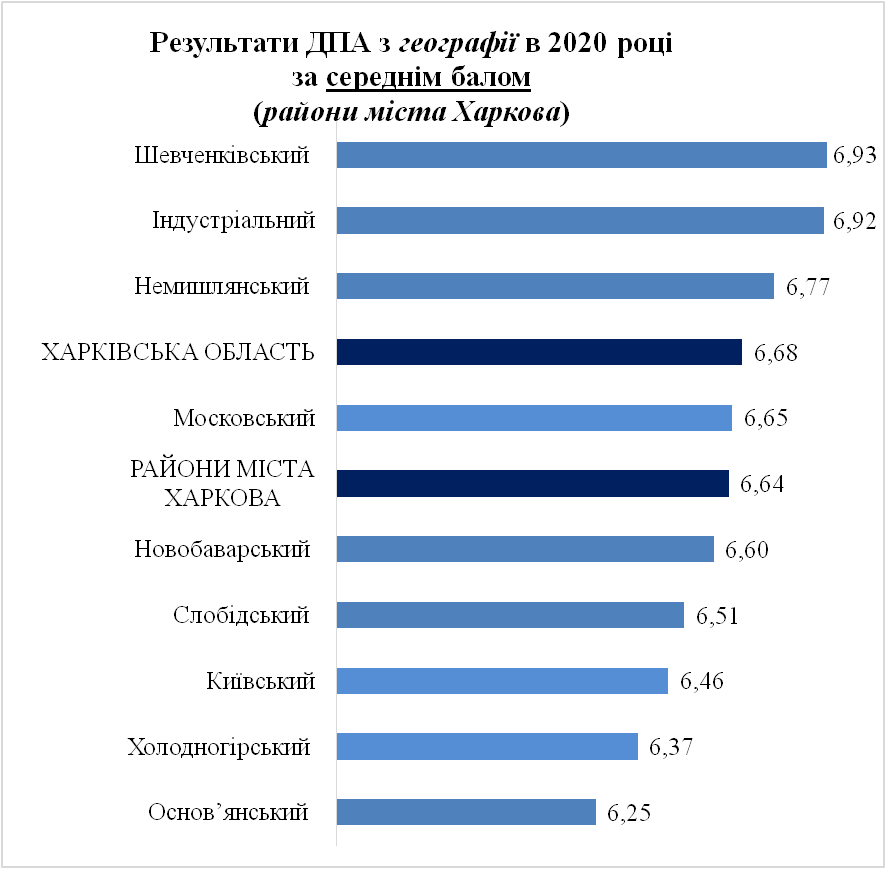 Результати ДПА з географії в 2020 році
за середнім балом
(райони міста Харкова)
Шевченківський 6,93
Індустріальний 6,92
Немишлянський 6,77
ХАРКІВСЬКА ОБЛАСТЬ 6,68
Московський 6,65
РАЙОНИ МІСТА
ХАРКОВА 6,64
Новобаварський 6,60
Слобідський 6,51
Київський 6,46
Холодногірський 6,37
Основ’янський 6,25